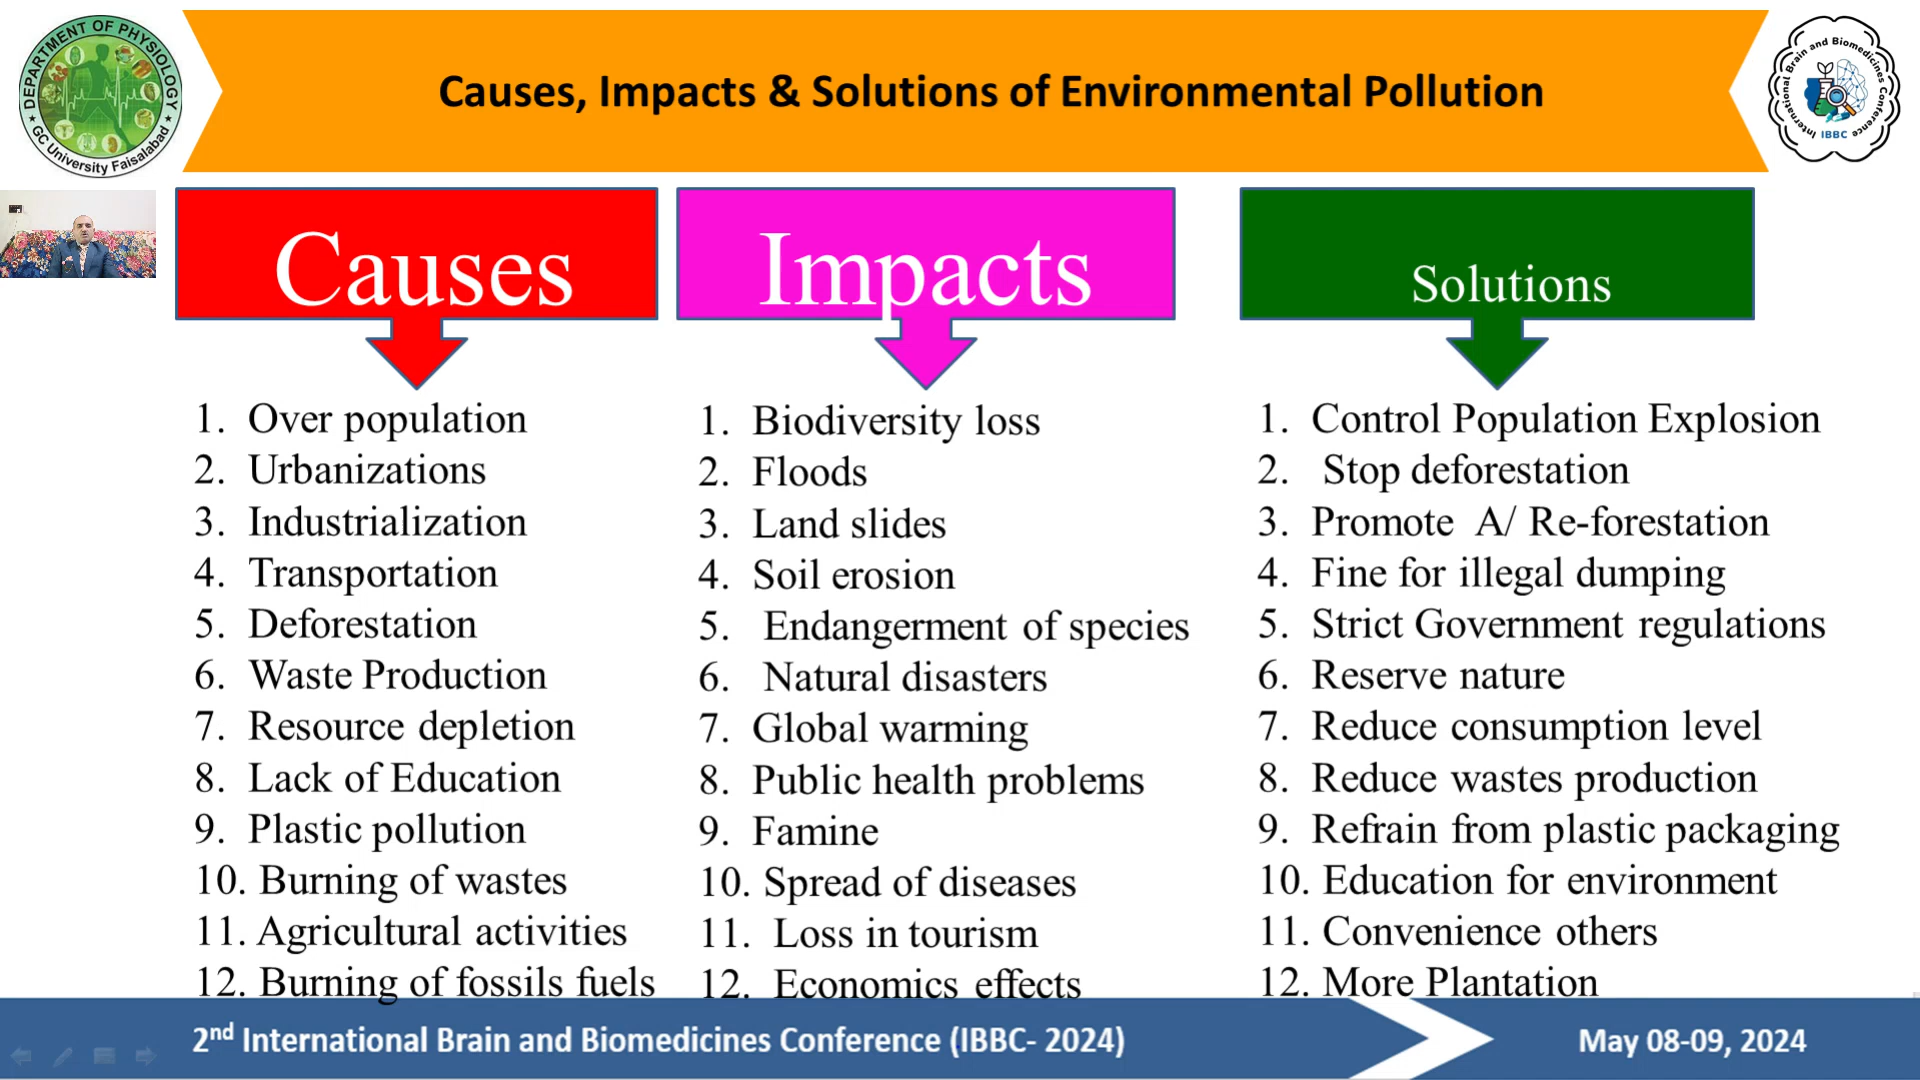 DEPARTMENT OF PHYSIOLOGY
GC University Faisalabad
Causes, Impacts & Solutions of Environmental Pollution
International Brain and Biomedicines Conference
IBBC
Causes
1. Over population
2. Urbanizations
3. Industrialization
4. Transportation
5. Deforestation
6. Waste Production
7. Resource depletion
8. Lack of Education
9. Plastic pollution
10. Burning of wastes
11. Agricultural activities
12. Burning of fossils fuels
Impacts
1. Biodiversity loss
2. Floods
3. Land slides
4. Soil erosion
5. Endangerment of species
6. Natural disasters
7. Global warming
8. Public health problems
9. Famine
10. Spread of diseases
11. Loss in tourism
12. Economics effects
Solutions
1. Control Population Explosion
2. Stop deforestation
3. Promote A/ Re-forestation
4. Fine for illegal dumping
5. Strict Government regulations
6. Reserve nature
7. Reduce consumption level
8. Reduce wastes production
9. Refrain from plastic packaging
10. Education for environment
11. Convenience others
12. More Plantation
2nd International Brain and Biomedicines Conference (IBBC- 2024)
May 08-09, 2024